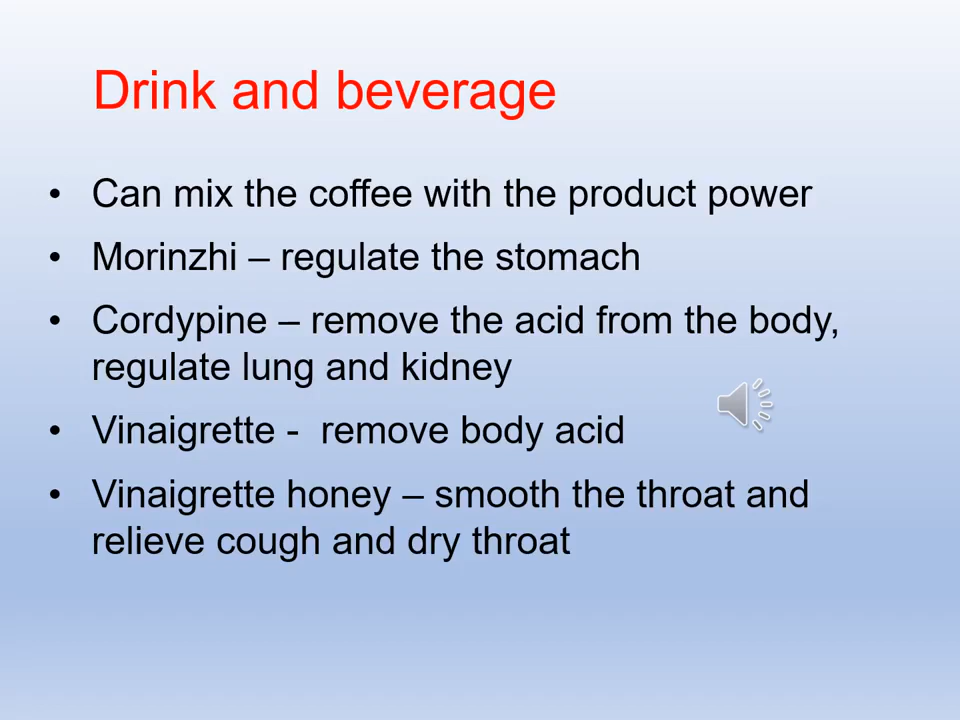 Drink and beverage
• Can mix the coffee with the product power
• Morinzhi – regulate the stomach
• Cordypine – remove the acid from the body,
regulate lung and kidney
• Vinaigrette -  remove body acid
• Vinaigrette honey – smooth the throat and
relieve cough and dry throat